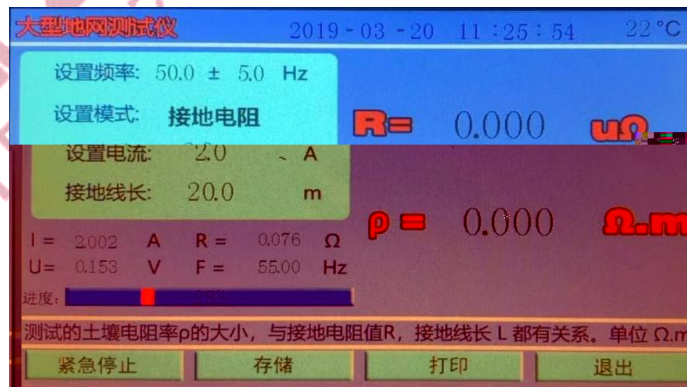 大型地网测试仪 2019-03-20 11:25:54 22℃
设置频率: 50.0 ± 5.0 Hz
设置模式: 接地电阻
R= 0.000 uΩ
设置电流: 2.0 A
接地线长: 20.0 m
ρ= 0.000 Ω.m
I = 2.002 A R = 0.076 Ω
U= 0.153 V F = 55.00 Hz
进度:
测试的土壤电阻率ρ的大小，与接地电阻值R，接地线长 L 都有关系。单位 Ω.m
紧急停止 存储 打印 退出